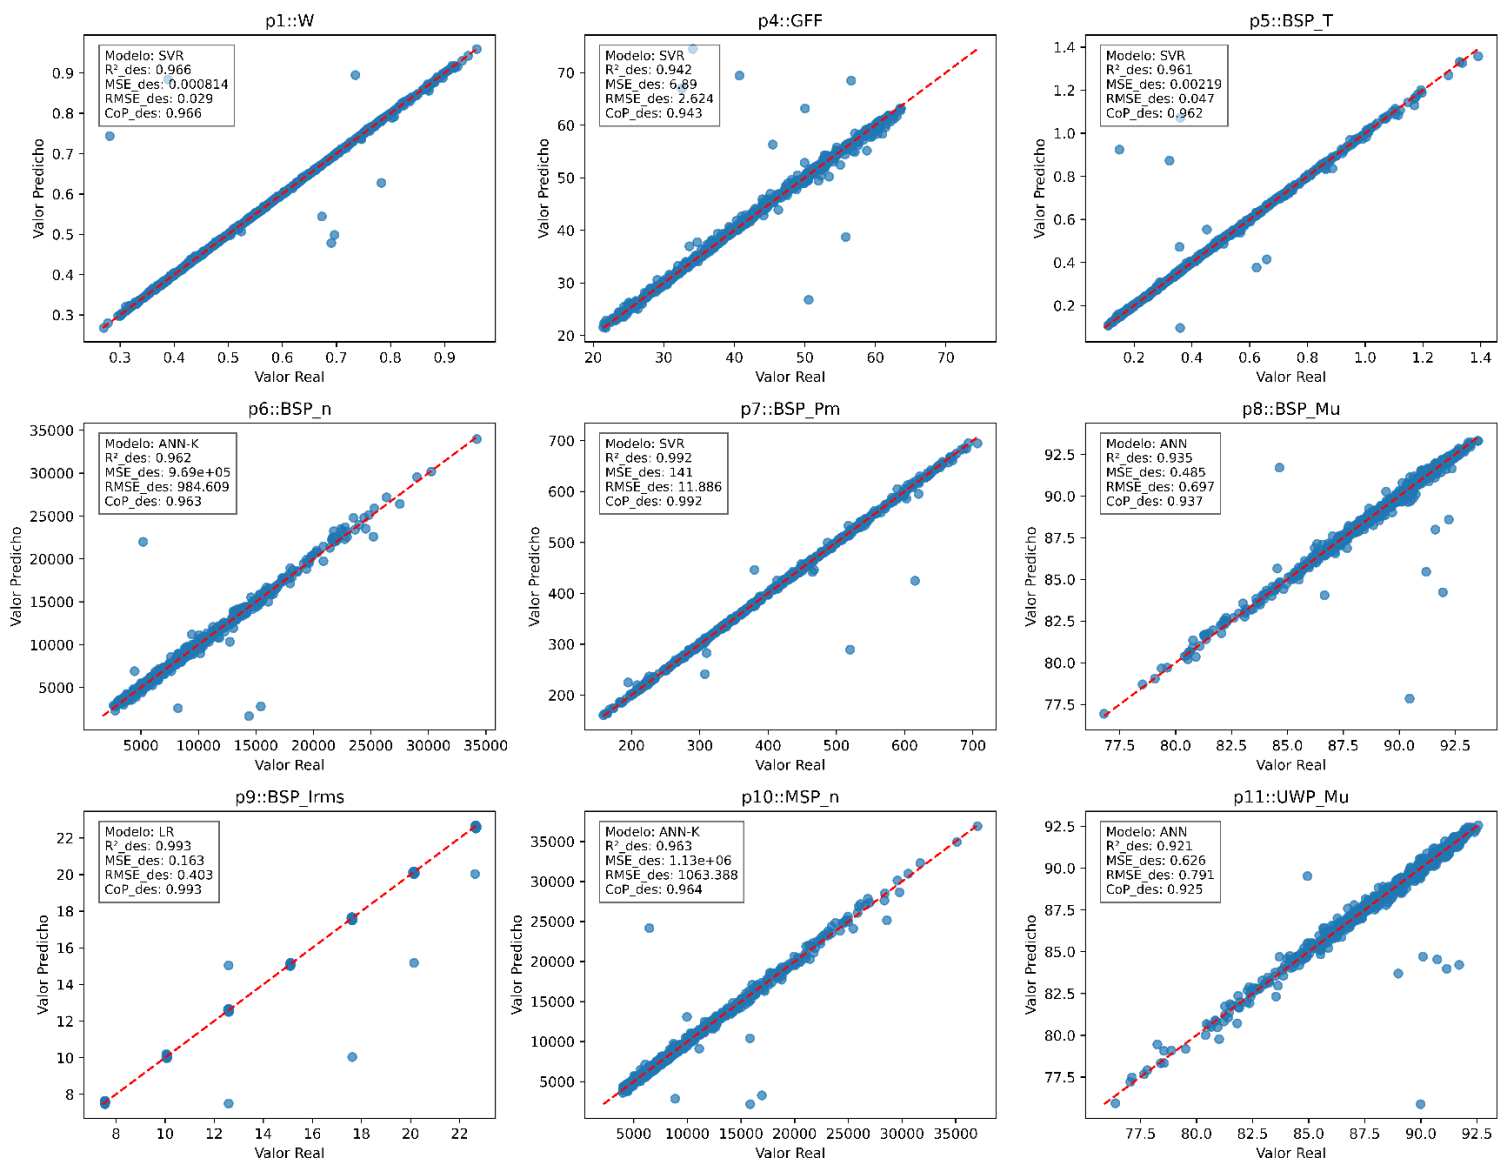 p1::W
Modelo: SVR
R²_des: 0.966
MSE_des: 0.000814
RMSE_des: 0.029
CoP_des: 0.966
Valor Predicho
0.9
0.8
0.7
0.6
0.5
0.4
0.3
0.3 0.4 0.5 0.6 0.7 0.8 0.9
Valor Real
p4::GFF
Modelo: SVR
R²_des: 0.942
MSE_des: 6.89
RMSE_des: 2.624
CoP_des: 0.943
Valor Predicho
70
60
50
40
30
20
20 30 40 50 60 70
Valor Real
p5::BSP_T
Modelo: SVR
R²_des: 0.961
MSE_des: 0.00219
RMSE_des: 0.047
CoP_des: 0.962
Valor Predicho
1.4
1.2
1.0
0.8
0.6
0.4
0.2
0.2 0.4 0.6 0.8 1.0 1.2 1.4
Valor Real
p6::BSP_n
Modelo: ANN-K
R²_des: 0.962
MSE_des: 9.69e+05
RMSE_des: 984.609
CoP_des: 0.963
Valor Predicho
35000
30000
25000
20000
15000
10000
5000
5000 10000 15000 20000 25000 30000 35000
Valor Real
p7::BSP_Pm
Modelo: SVR
R²_des: 0.992
MSE_des: 141
RMSE_des: 11.886
CoP_des: 0.992
Valor Predicho
700
600
500
400
300
200
200 300 400 500 600 700
Valor Real
p8::BSP_Mu
Modelo: ANN
R²_des: 0.935
MSE_des: 0.485
RMSE_des: 0.697
CoP_des: 0.937
Valor Predicho
92.5
90.0
87.5
85.0
82.5
80.0
77.5
77.5 80.0 82.5 85.0 87.5 90.0 92.5
Valor Real
p9::BSP_Irms
Modelo: LR
R²_des: 0.993
MSE_des: 0.163
RMSE_des: 0.403
CoP_des: 0.993
Valor Predicho
22
20
18
16
14
12
10
8
8 10 12 14 16 18 20 22
Valor Real
p10::MSP_n
Modelo: ANN-K
R²_des: 0.963
MSE_des: 1.13e+06
RMSE_des: 1063.388
CoP_des: 0.964
Valor Predicho
35000
30000
25000
20000
15000
10000
5000
5000 10000 15000 20000 25000 30000 35000
Valor Real
p11::UWP_Mu
Modelo: ANN
R²_des: 0.921
MSE_des: 0.626
RMSE_des: 0.791
CoP_des: 0.925
Valor Predicho
92.5
90.0
87.5
85.0
82.5
80.0
77.5
77.5 80.0 82.5 85.0 87.5 90.0 92.5
Valor Real